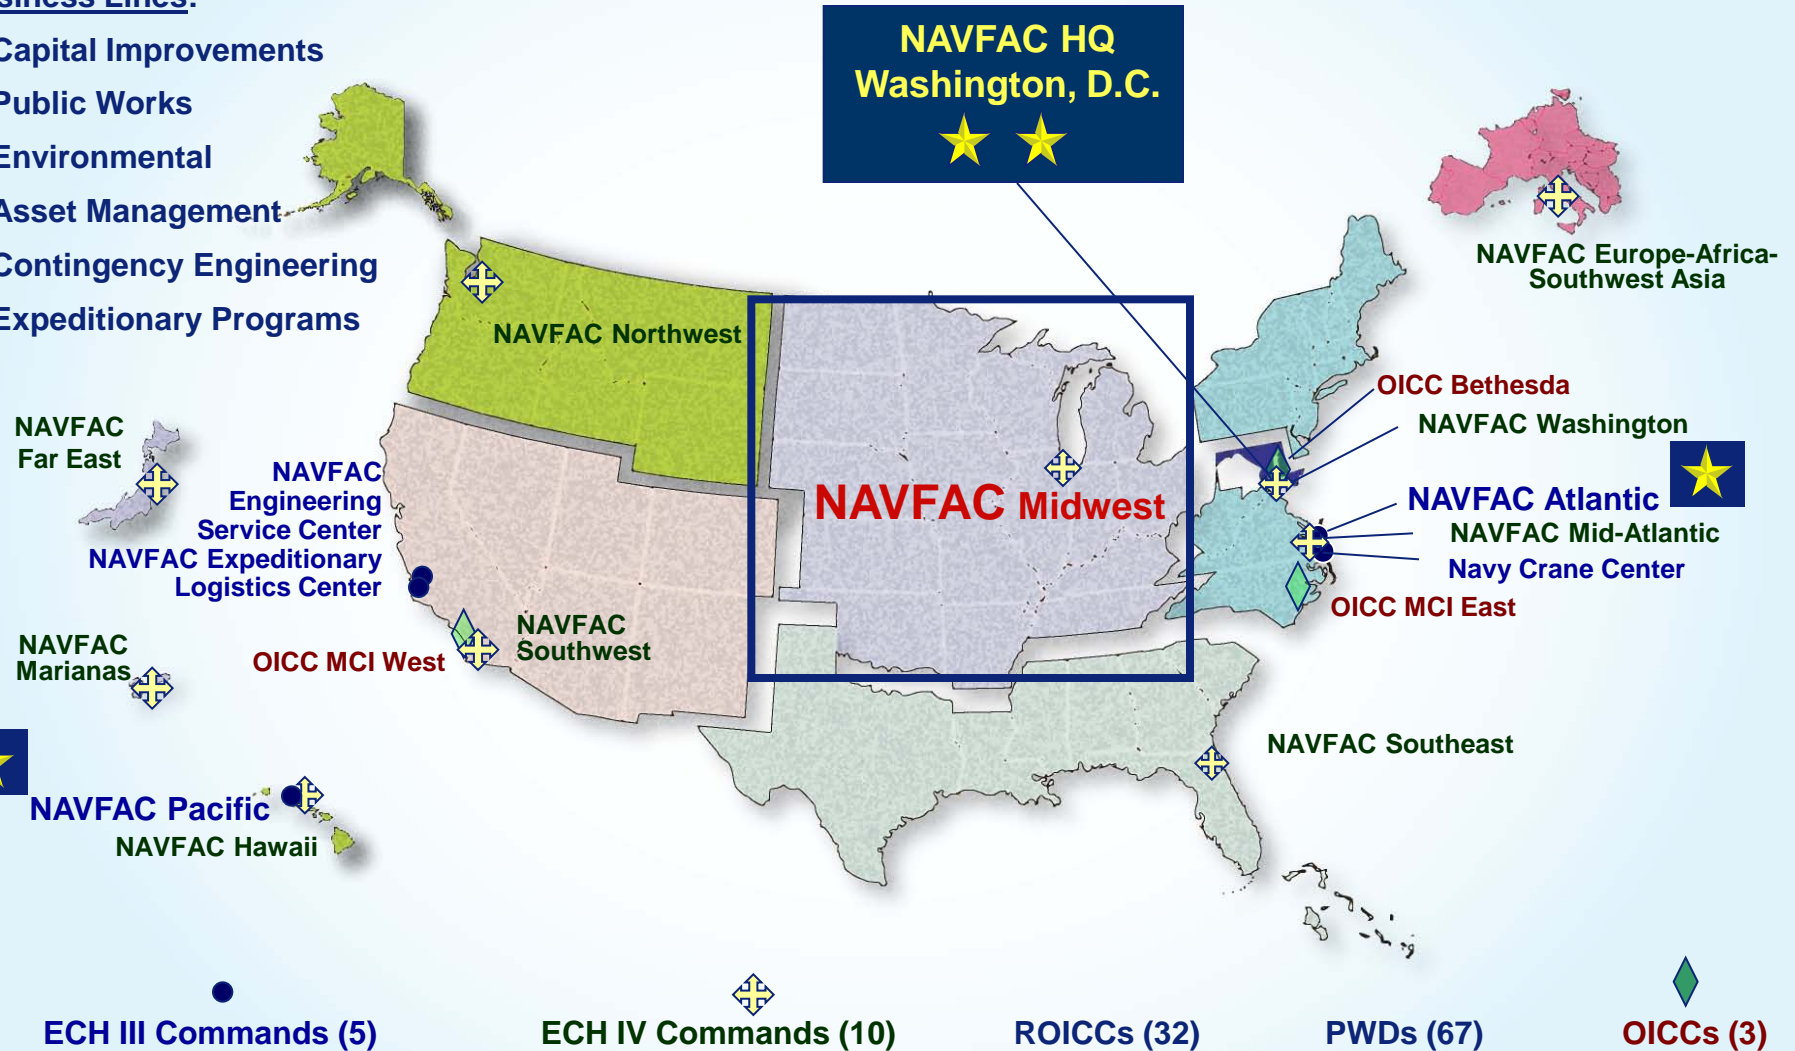 siness Lines:
Capital Improvements
Public Works
Environmental
Asset Management
Contingency Engineering
Expeditionary Programs
NAVFAC HQ
Washington, D.C.
NAVFAC Europe-Africa-
Southwest Asia
NAVFAC Northwest
OICC Bethesda
NAVFAC Washington
NAVFAC
Far East
NAVFAC
Engineering
Service Center
NAVFAC Expeditionary
Logistics Center
NAVFAC Midwest
NAVFAC Atlantic
NAVFAC Mid-Atlantic
Navy Crane Center
OICC MCI East
NAVFAC
Southwest
OICC MCI West
NAVFAC
Marianas
NAVFAC Southeast
NAVFAC Pacific
NAVFAC Hawaii
ECH III Commands (5)
ECH IV Commands (10)
ROICCs (32)
PWDs (67)
OICCs (3)